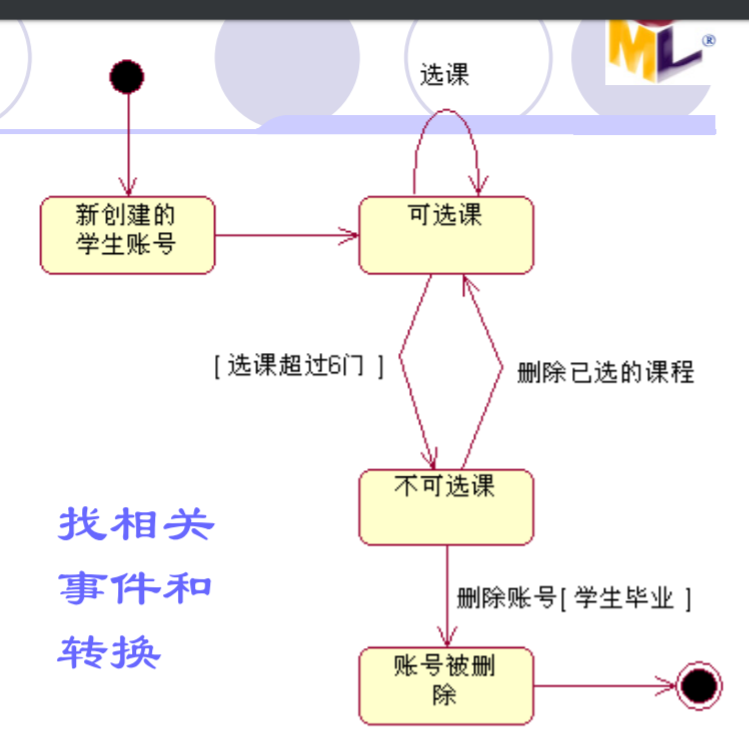 ML®
选课
新创建的
学生账号
可选课
[ 选课超过6门 ]
删除已选的课程
不可选课
找相关
事件和
转换
删除账号[ 学生毕业 ]
账号被删
除